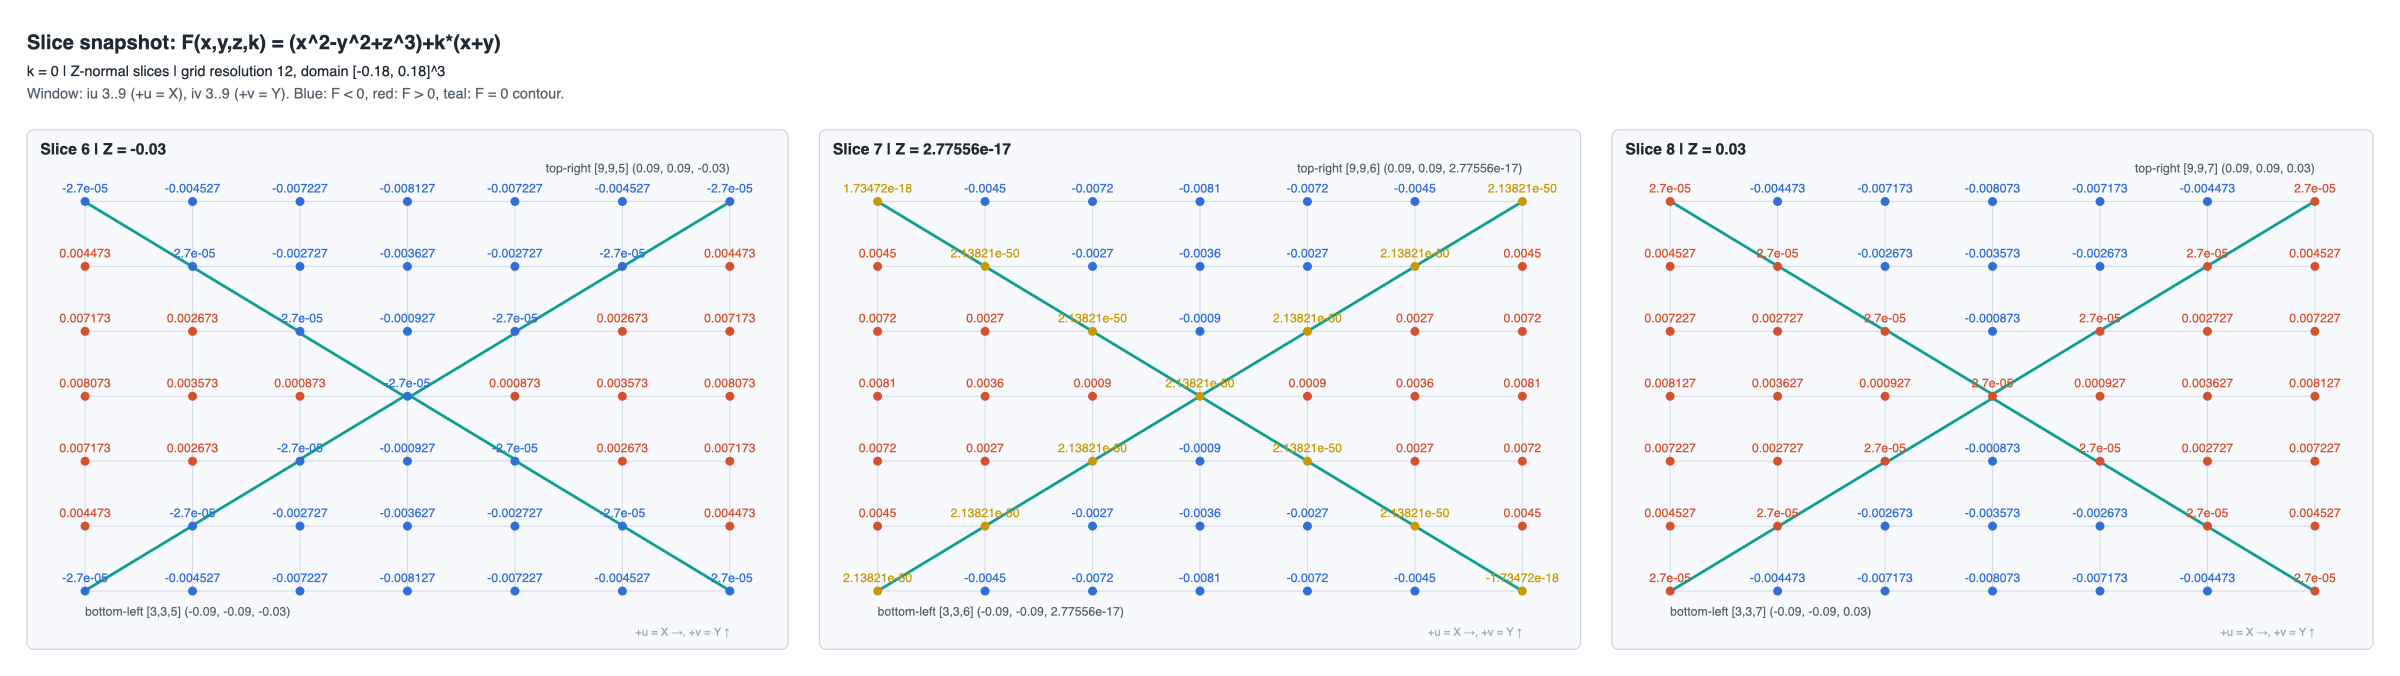 Slice snapshot: F(x,y,z,k) = (x^2-y^2+z^3)+k*(x+y)
k = 0 | Z-normal slices | grid resolution 12, domain [-0.18, 0.18]^3
Window: iu 3..9 (+u = X), iv 3..9 (+v = Y). Blue: F < 0, red: F > 0, teal: F = 0 contour.
Slice 6 | Z = -0.03
top-right [9,9,5] (0.09, 0.09, -0.03)
-2.7e-05 -0.004527 -0.007227 -0.008127 -0.007227 -0.004527 -2.7e-05
0.004473 -2.7e-05 -0.002727 -0.003627 -0.002727 -2.7e-05 0.004473
0.007173 0.002673 -2.7e-05 -0.000927 -2.7e-05 0.002673 0.007173
0.008073 0.003573 0.000873 -2.7e-05 0.000873 0.003573 0.008073
0.007173 0.002673 -2.7e-05 -0.000927 -2.7e-05 0.002673 0.007173
0.004473 -2.7e-05 -0.002727 -0.003627 -0.002727 -2.7e-05 0.004473
-2.7e-05 -0.004527 -0.007227 -0.008127 -0.007227 -0.004527 -2.7e-05
bottom-left [3,3,5] (-0.09, -0.09, -0.03)
+u = X →, +v = Y ↑
Slice 7 | Z = 2.77556e-17
top-right [9,9,6] (0.09, 0.09, 2.77556e-17)
1.73472e-18 -0.0045 -0.0072 -0.0081 -0.0072 -0.0045 2.13821e-50
0.0045 2.13821e-50 -0.0027 -0.0036 -0.0027 2.13821e-50 0.0045
0.0072 0.0027 2.13821e-50 -0.0009 2.13821e-50 0.0027 0.0072
0.0081 0.0036 0.0009 2.13821e-50 0.0009 0.0036 0.0081
0.0072 0.0027 2.13821e-50 -0.0009 2.13821e-50 0.0027 0.0072
0.0045 2.13821e-50 -0.0027 -0.0036 -0.0027 2.13821e-50 0.0045
2.13821e-50 -0.0045 -0.0072 -0.0081 -0.0072 -0.0045 -1.73472e-18
bottom-left [3,3,6] (-0.09, -0.09, 2.77556e-17)
+u = X →, +v = Y ↑
Slice 8 | Z = 0.03
top-right [9,9,7] (0.09, 0.09, 0.03)
2.7e-05 -0.004473 -0.007173 -0.008073 -0.007173 -0.004473 2.7e-05
0.004527 2.7e-05 -0.002673 -0.003573 -0.002673 2.7e-05 0.004527
0.007227 0.002727 2.7e-05 -0.000873 2.7e-05 0.002727 0.007227
0.008127 0.003627 0.000927 2.7e-05 0.000927 0.003627 0.008127
0.007227 0.002727 2.7e-05 -0.000873 2.7e-05 0.002727 0.007227
0.004527 2.7e-05 -0.002673 -0.003573 -0.002673 2.7e-05 0.004527
2.7e-05 -0.004473 -0.007173 -0.008073 -0.007173 -0.004473 2.7e-05
bottom-left [3,3,7] (-0.09, -0.09, 0.03)
+u = X →, +v = Y ↑